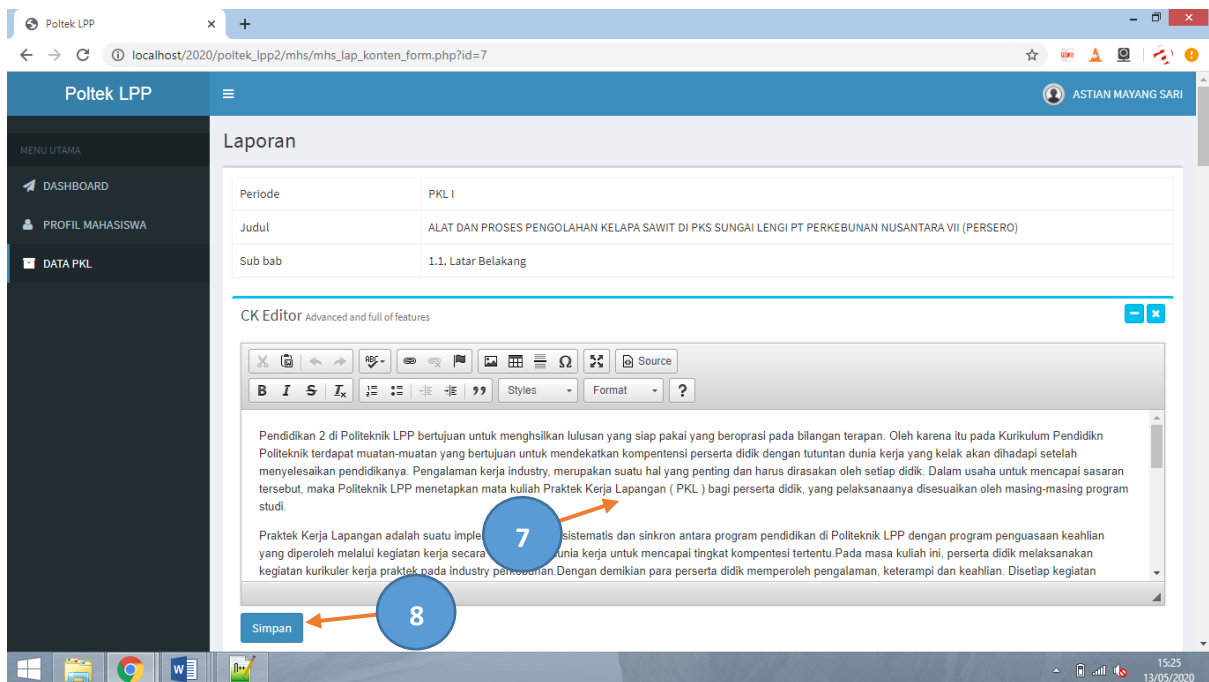 Poltek LPP
localhost/2020/poltek_lpp2/mhs/mhs_lap_konten_form.php?id=7
Poltek LPP
ASTIAN MAYANG SARI
MENU UTAMA
DASHBOARD
PROFIL MAHASISWA
DATA PKL
Laporan
Periode PKL I
Judul ALAT DAN PROSES PENGOLAHAN KELAPA SAWIT DI PKS SUNGAI LENGI PT PERKEBUNAN NUSANTARA VII (PERSERO)
Sub bab 1.1. Latar Belakang
CK Editor Advanced and full of features
Source
B I S Ix Styles Format ?
Pendidikan 2 di Politeknik LPP bertujuan untuk menghsilkan lulusan yang siap pakai yang beroprasi pada bilangan terapan. Oleh karena itu pada Kurikulum Pendidikn
Politeknik terdapat muatan-muatan yang bertujuan untuk mendekatkan kompentensi perserta didik dengan tutuntan dunia kerja yang kelak akan dihadapi setelah
menyelesaikan pendidikanya. Pengalaman kerja industry, merupakan suatu hal yang penting dan harus dirasakan oleh setiap didik. Dalam usaha untuk mencapai sasaran
tersebut, maka Politeknik LPP menetapkan mata kuliah Praktek Kerja Lapangan ( PKL ) bagi perserta didik, yang pelaksanaanya disesuaikan oleh masing-masing program
studi.
Praktek Kerja Lapangan adalah suatu imple sistematis dan sinkron antara program pendidikan di Politeknik LPP dengan program penguasaan keahlian
yang diperoleh melalui kegiatan kerja secara unia kerja untuk mencapai tingkat kompentesi tertentu.Pada masa kuliah ini, perserta didik melaksanakan
kegiatan kurikuler kerja praktek pada industry perkebunan.Dengan demikian para perserta didik memperoleh pengalaman, keterampi dan keahlian. Disetiap kegiatan
7
8
Simpan
15:25
13/05/2020